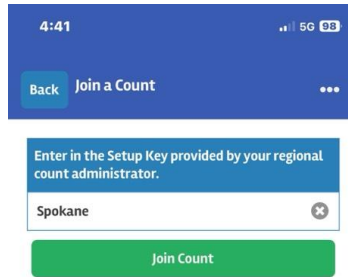 4:41 5G 98
Back Join a Count
Enter in the Setup Key provided by your regional
count administrator.
Spokane
Join Count